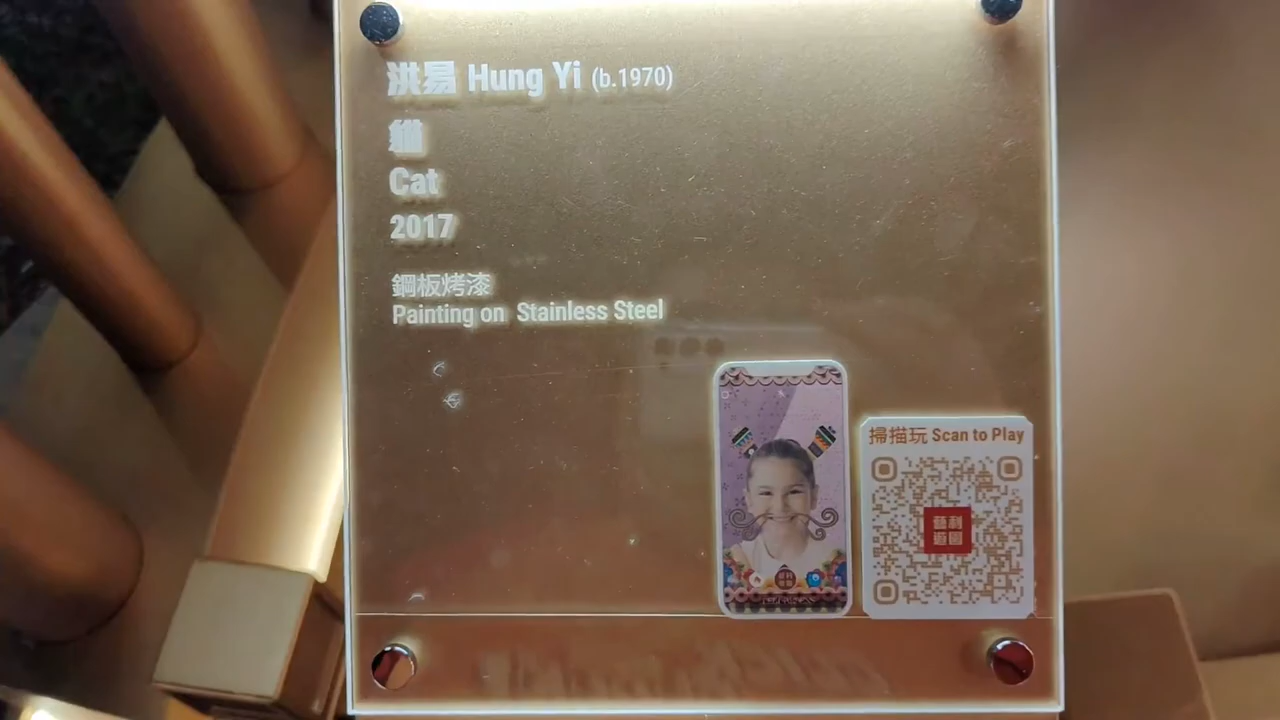 洪易 Hung Yi (b.1970)
貓
Cat
2017
鋼板烤漆
Painting on Stainless Steel
掃描玩 Scan to Play
藝利
遊園